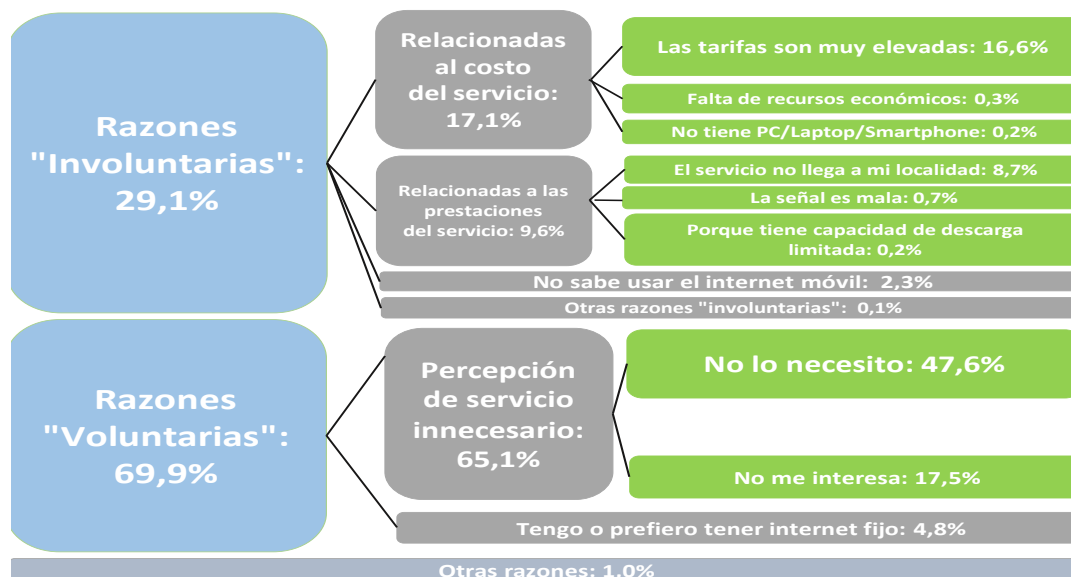 Razones
"Involuntarias":
29,1%
Relacionadas
al costo
del servicio:
17,1%
Las tarifas son muy elevadas: 16,6%
Falta de recursos económicos: 0,3%
No tiene PC/Laptop/Smartphone: 0,2%
Relacionadas a las
prestaciones
del servicio: 9,6%
El servicio no llega a mi localidad: 8,7%
La señal es mala: 0,7%
Porque tiene capacidad de descarga
limitada: 0,2%
No sabe usar el internet móvil: 2,3%
Otras razones "involuntarias": 0,1%
Razones
"Voluntarias":
69,9%
Percepción
de servicio
innecesario:
65,1%
No lo necesito: 47,6%
No me interesa: 17,5%
Tengo o prefiero tener internet fijo: 4,8%
Otras razones: 1,0%